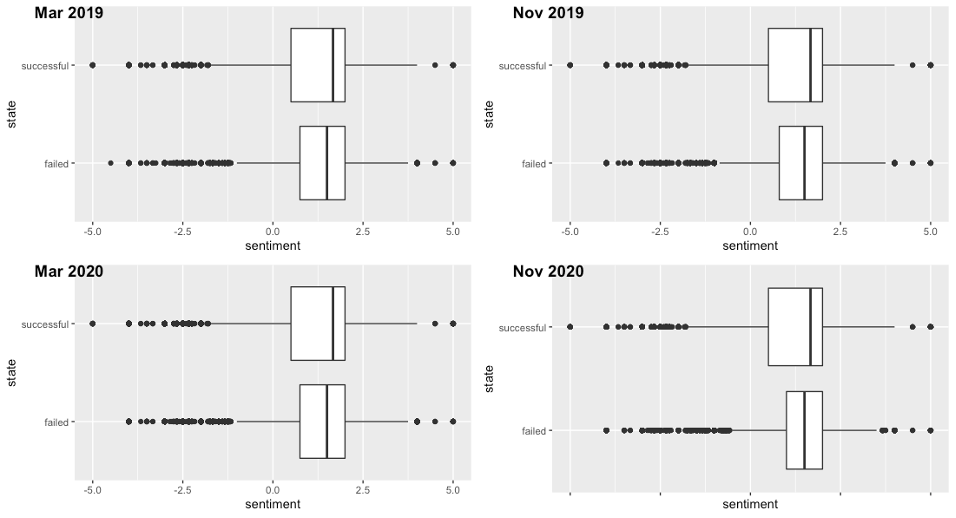 Mar 2019
successful
failed
state
-5.0 -2.5 0.0 2.5 5.0
sentiment
Nov 2019
successful
failed
state
-5.0 -2.5 0.0 2.5 5.0
sentiment
Mar 2020
successful
failed
state
-5.0 -2.5 0.0 2.5 5.0
sentiment
Nov 2020
successful
failed
state
sentiment